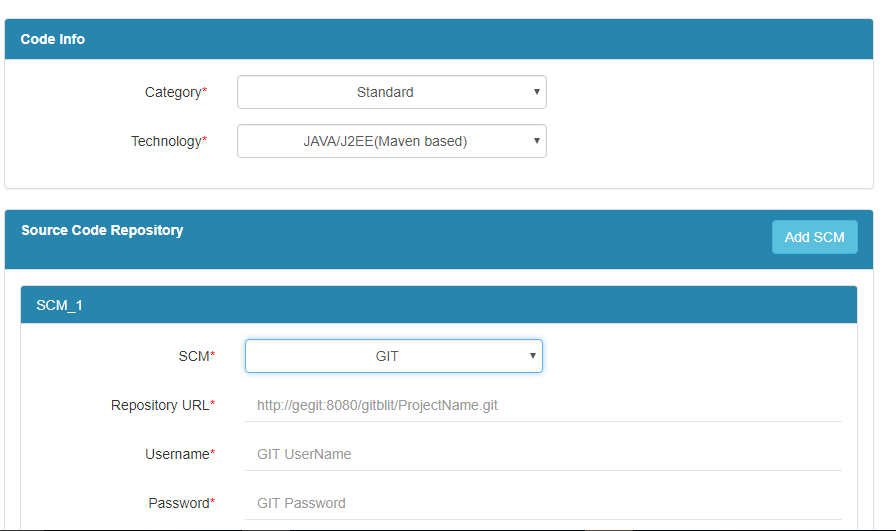 Code Info
Category* Standard
Technology* JAVA/J2EE(Maven based)
Source Code Repository
Add SCM
SCM_1
SCM* GIT
Repository URL* http://gegit:8080/gitblit/ProjectName.git
Username* GIT UserName
Password* GIT Password